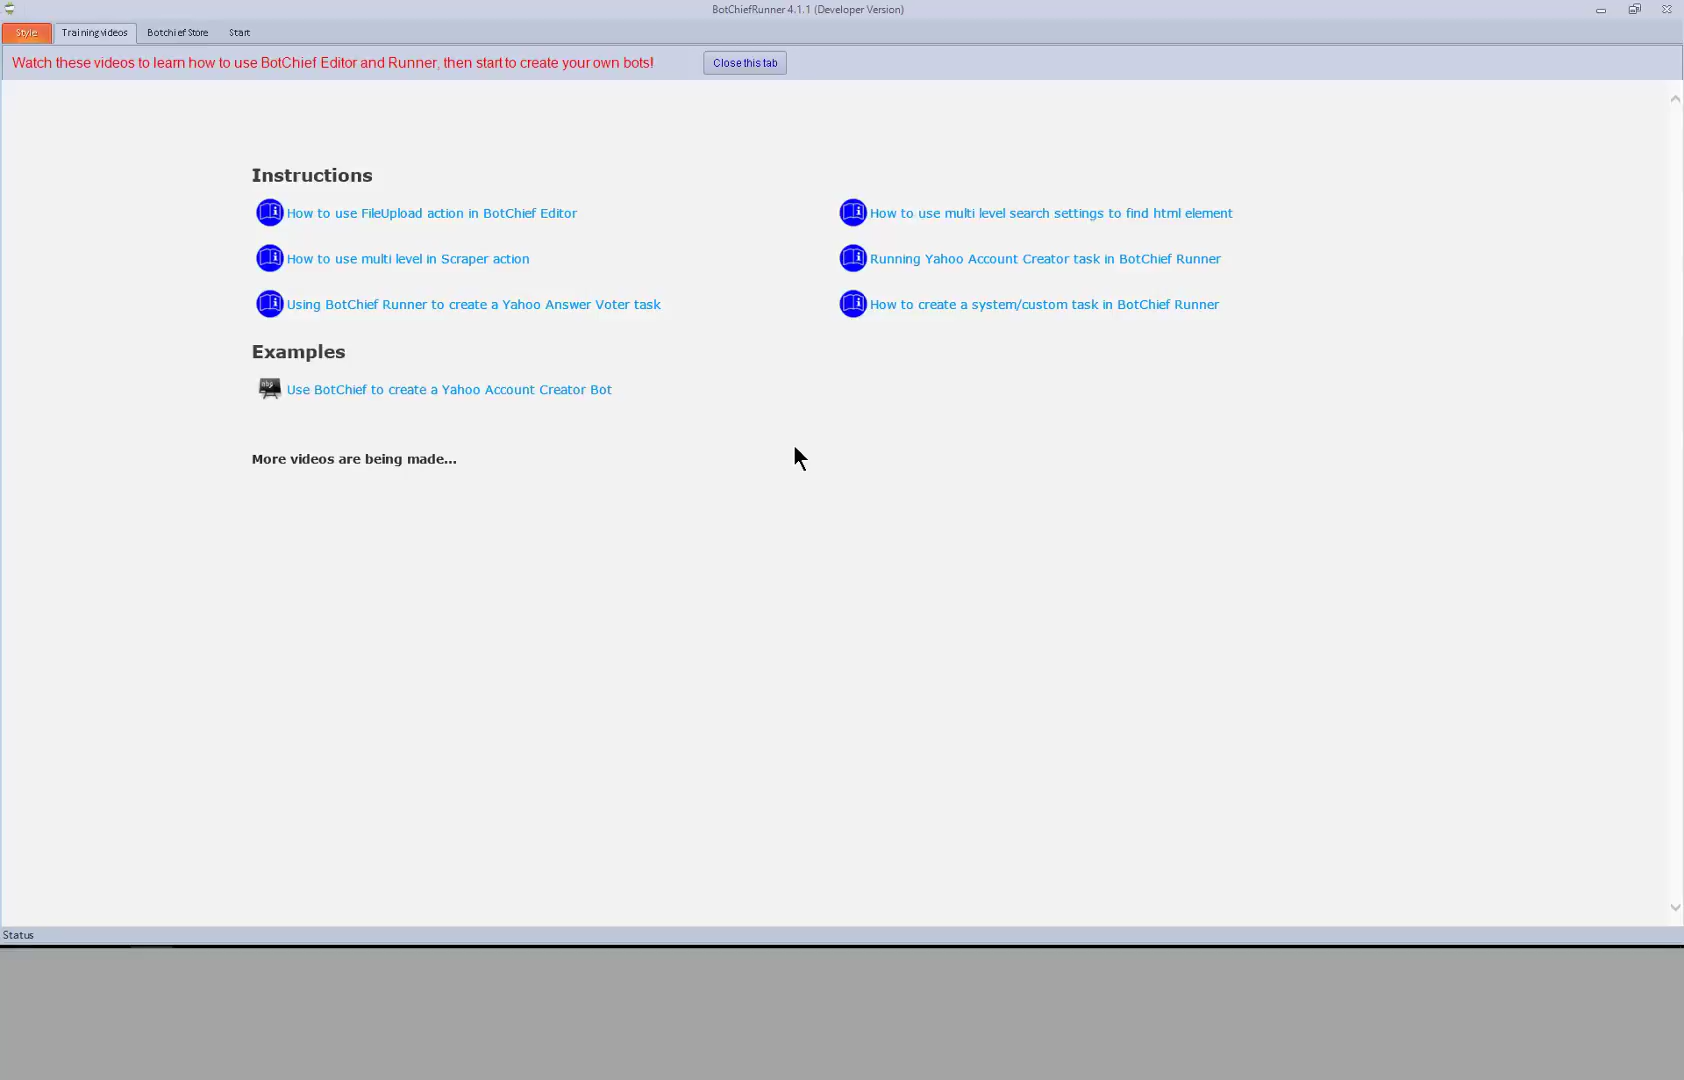 BotChiefRunner 4.1.1 (Developer Version)
Style Training videos Botchief Store Start
Watch these videos to learn how to use BotChief Editor and Runner, then start to create your own bots! Close this tab
Instructions
How to use FileUpload action in BotChief Editor How to use multi level search settings to find html element
How to use multi level in Scraper action Running Yahoo Account Creator task in BotChief Runner
Using BotChief Runner to create a Yahoo Answer Voter task How to create a system/custom task in BotChief Runner
Examples
Use BotChief to create a Yahoo Account Creator Bot
More videos are being made...
Status